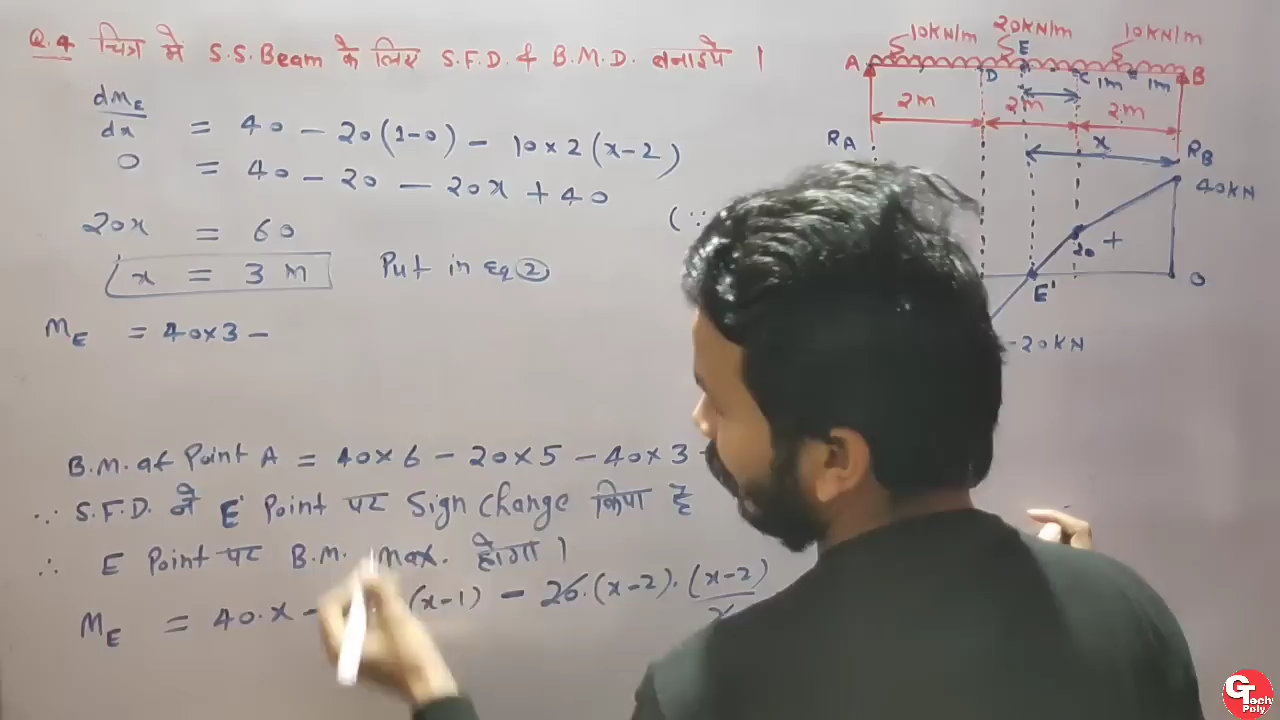 Q.4 चित्र में S.S.Beam के लिए S.F.D. & B.M.D. बनाइये ।
dM_E/dx = 40 - 20(1-0) - 10×2(x-2)
0 = 40 - 20 - 20x + 40
20x = 60
x = 3 m Put in Eq ②
M_E = 40×3 -
B.M. at Point A = 40×6 - 20×5 - 40×3
∵ S.F.D. ने E' Point पर Sign Change किया है
∴ E Point पर B.M. max. होगा ।
M_E = 40.x - (x-1) - 20.(x-2).(x-2)
(∵
10kN/m 20kN/m 10kN/m
A D E C 1m 1m B
2m 2m 2m
R_A x R_B
40kN
20 +
E' 0
-20kN
GTech Poly